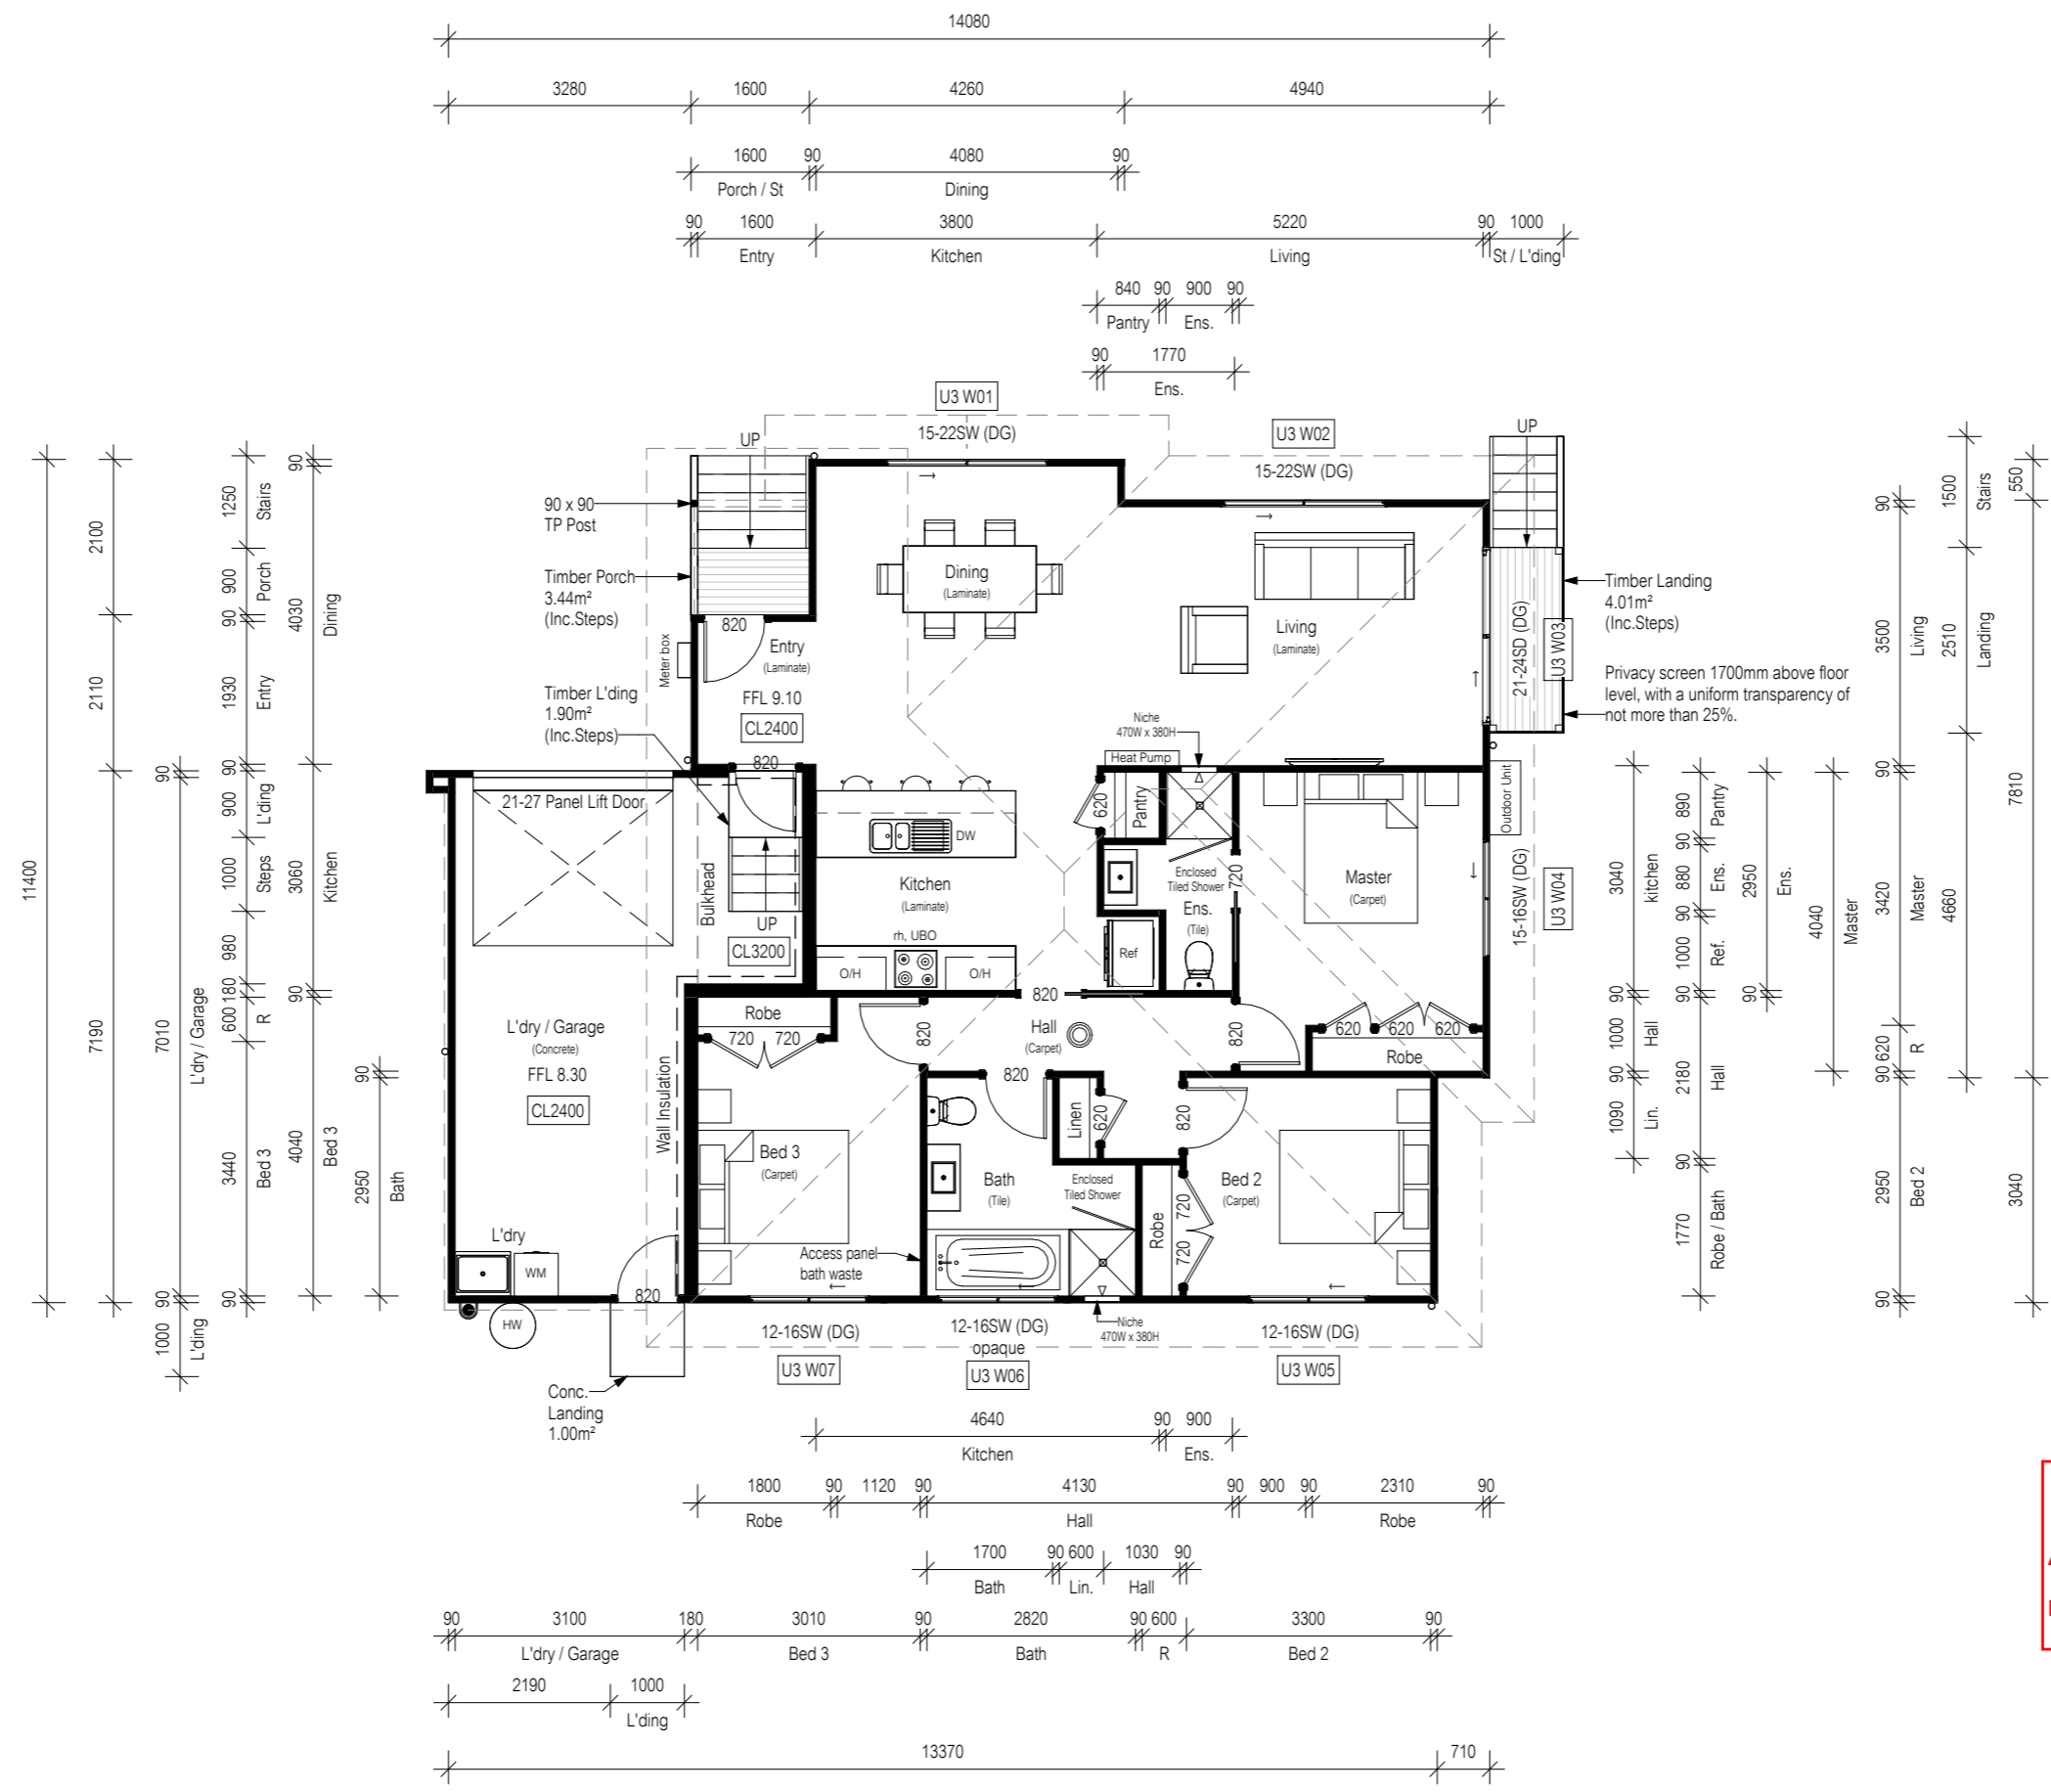 14080
3280 1600 4260 4940
1600 90 4080 90
Porch / St Dining
90 1600 3800 5220 90 1000
Entry Kitchen Living St / L'ding
840 90 900 90
Pantry Ens.
90 1770
Ens.
U3 W01
15-22SW (DG)
U3 W02
15-22SW (DG)
UP
UP
90 x 90
TP Post
Timber Porch
3.44m²
(Inc.Steps)
Meter box
Timber L'ding
1.90m²
(Inc.Steps)
820
Entry
(Laminate)
FFL 9.10
CL2400
820
Dining
(Laminate)
Living
(Laminate)
21-24SD (DG)
U3 W03
Timber Landing
4.01m²
(Inc.Steps)
Privacy screen 1700mm above floor
level, with a uniform transparency of
not more than 25%.
Niche
470W x 380H
Heat Pump
Outdoor Unit
21-27 Panel Lift Door
Bulkhead
UP
CL3200
DW
Kitchen
(Laminate)
rh, UBO
O/H
O/H
620
Pantry
Enclosed
Tiled Shower
Ens.
(Tile)
720
Ref
Master
(Carpet)
15-16SW (DG)
U3 W04
L'dry / Garage
(Concrete)
FFL 8.30
CL2400
Wall Insulation
Robe
720 720
820
820
Hall
(Carpet)
820
820
620 620 620
Robe
Bed 3
(Carpet)
Linen
620
820
Bath
(Tile)
Enclosed
Tiled Shower
Robe
720
720
Bed 2
(Carpet)
L'dry
WM
HW
820
Access panel
bath waste
12-16SW (DG)
U3 W07
12-16SW (DG)
opaque
U3 W06
Niche
470W x 380H
12-16SW (DG)
U3 W05
Conc.
Landing
1.00m²
11400
2100
2110
7190
90
7010
L'dry / Garage
90
1000
L'ding
1250
Stairs
900
Porch
90
1930
Entry
90
900
L'ding
1000
Steps
980
180
600
R
3440
Bed 3
90
90
4030
Dining
3060
Kitchen
90
4040
Bed 3
90
2950
Bath
3040
kitchen
90
1000
Hall
90
1090
Lin.
890
Pantry
90
880
Ens.
90
1000
Ref.
90
2180
Hall
90
1770
Robe / Bath
2950
Ens.
90
4040
Master
90
3500
Living
90
3420
Master
620
R
90
2950
Bed 2
90
1500
Stairs
2510
Landing
4660
550
7810
3040
4640 90 900
Kitchen Ens.
1800 90 1120 90 4130 90 900 90 2310 90
Robe Hall Robe
1700 90 600 1030 90
Bath Lin. Hall
90 3100 180 3010 90 2820 90 600 3300 90
L'dry / Garage Bed 3 Bath R Bed 2
2190 1000
L'ding
13370 710